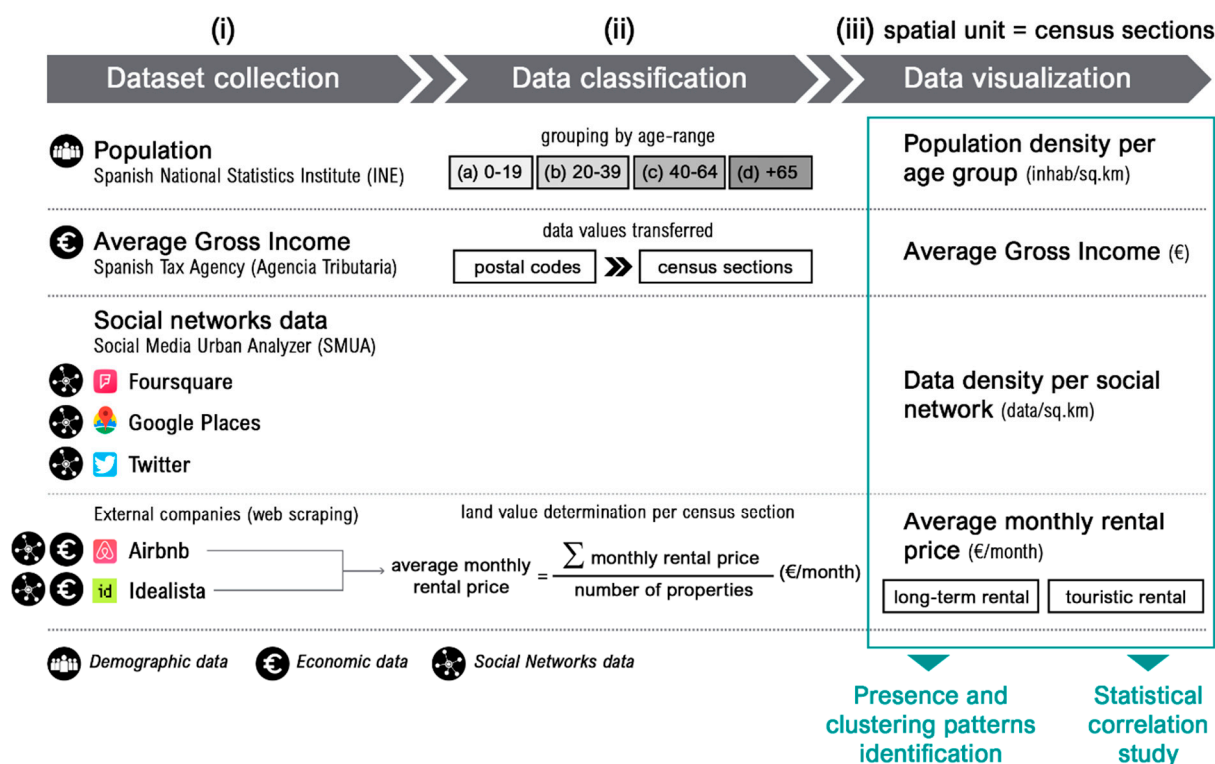 (i)
(ii)
(iii) spatial unit = census sections
Dataset collection
Data classification
Data visualization
Population
Spanish National Statistics Institute (INE)
grouping by age-range
(a) 0-19
(b) 20-39
(c) 40-64
(d) +65
Population density per
age group (inhab/sq.km)
€
Average Gross Income
Spanish Tax Agency (Agencia Tributaria)
data values transferred
postal codes
census sections
Average Gross Income (€)
Social networks data
Social Media Urban Analyzer (SMUA)
Foursquare
Google Places
Twitter
Data density per social
network (data/sq.km)
External companies (web scraping)
€ Airbnb
€ id Idealista
land value determination per census section
average monthly
rental price
=
∑ monthly rental price
number of properties
(€/month)
Average monthly rental
price (€/month)
long-term rental
touristic rental
Demographic data
€ Economic data
Social Networks data
Presence and
clustering patterns
identification
Statistical
correlation
study